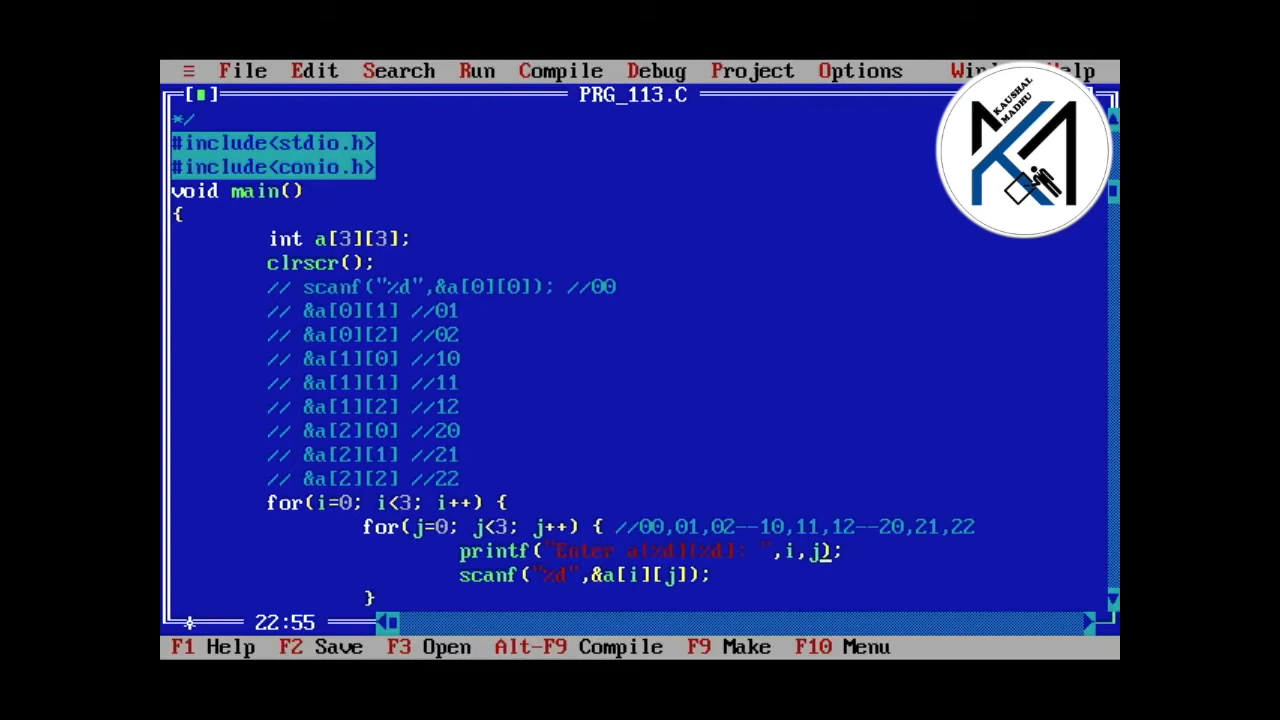 ≡ File Edit Search Run Compile Debug Project Options
PRG_113.C
*/
#include<stdio.h>
#include<conio.h>
void main()
{
int a[3][3];
clrscr();
// scanf("%d",&a[0][0]); //00
// &a[0][1] //01
// &a[0][2] //02
// &a[1][0] //10
// &a[1][1] //11
// &a[1][2] //12
// &a[2][0] //20
// &a[2][1] //21
// &a[2][2] //22
for(i=0; i<3; i++) {
for(j=0; j<3; j++) { //00,01,02--10,11,12--20,21,22
printf("Enter a[%d][%d]: ",i,j);
scanf("%d",&a[i][j]);
}
22:55
F1 Help F2 Save F3 Open Alt-F9 Compile F9 Make F10 Menu
KAUSHAL
MADHU